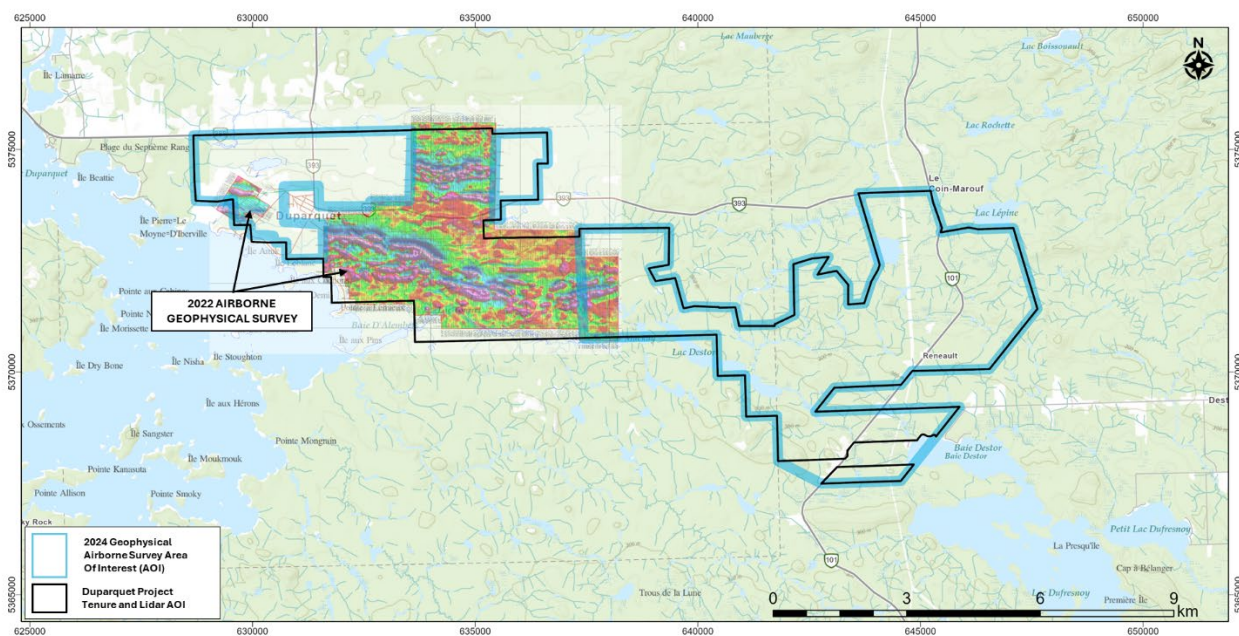 625000
630000
635000
640000
645000
650000
Lac Mauberge
Lac Boissonault
N
Île Lamarre
5375000
5375000
Plage du Septième Rang
393
Lac Rochette
Duparquet
Île Beattie
Le
Coin-Marouf
393
393
Lac Lépine
Île Pierre-Le
Moyne-D'Iberville
Duparquet
101
2022 AIRBORNE
GEOPHYSICAL SURVEY
Île Morissette
Île aux Pins
Île Stoughton
Île Dry Bone
Île Nisha
Lac Destor
Reneault
5370000
5370000
Île aux Hérons
Dest
Ossements
Île Sangster
Pointe Mongrain
Île Moukmouk
Baie Destor
Baie Destor
Pointe Kanasuta
Pointe Allison
Pointe Smoky
ky Rock
Petit Lac Dufresnoy
La Presqu'île
101
Cap à Bélanger
Trous de la Lune
Lac Dufresnoy
Première Île
2024 Geophysical
Airborne Survey Area
Of Interest (AOI)
Duparquet Project
Tenure and Lidar AOI
5365000
5365000
0
3
6
9
km
625000
630000
635000
640000
645000
650000